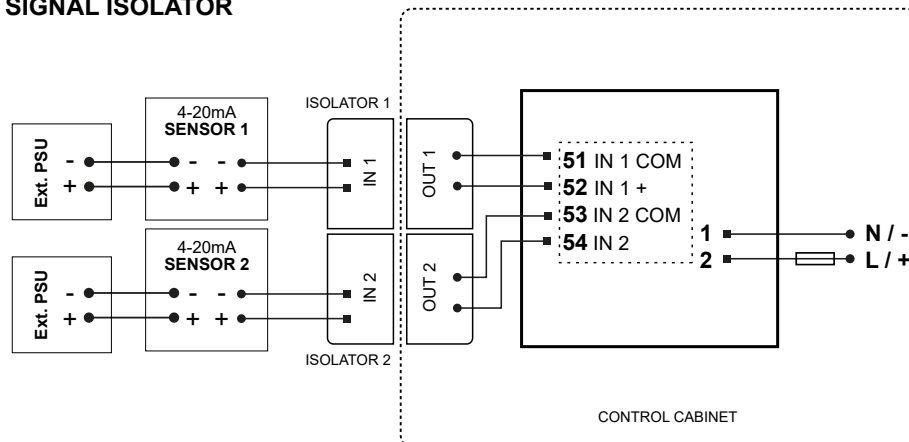 SIGNAL ISOLATOR
ISOLATOR 1
4-20mA
SENSOR 1
Ext. PSU
- - -
+ + +
IN 1
OUT 1
51 IN 1 COM
52 IN 1 +
53 IN 2 COM
54 IN 2
1 N / -
2 L / +
4-20mA
SENSOR 2
Ext. PSU
- - -
+ + +
IN 2
OUT 2
ISOLATOR 2
CONTROL CABINET